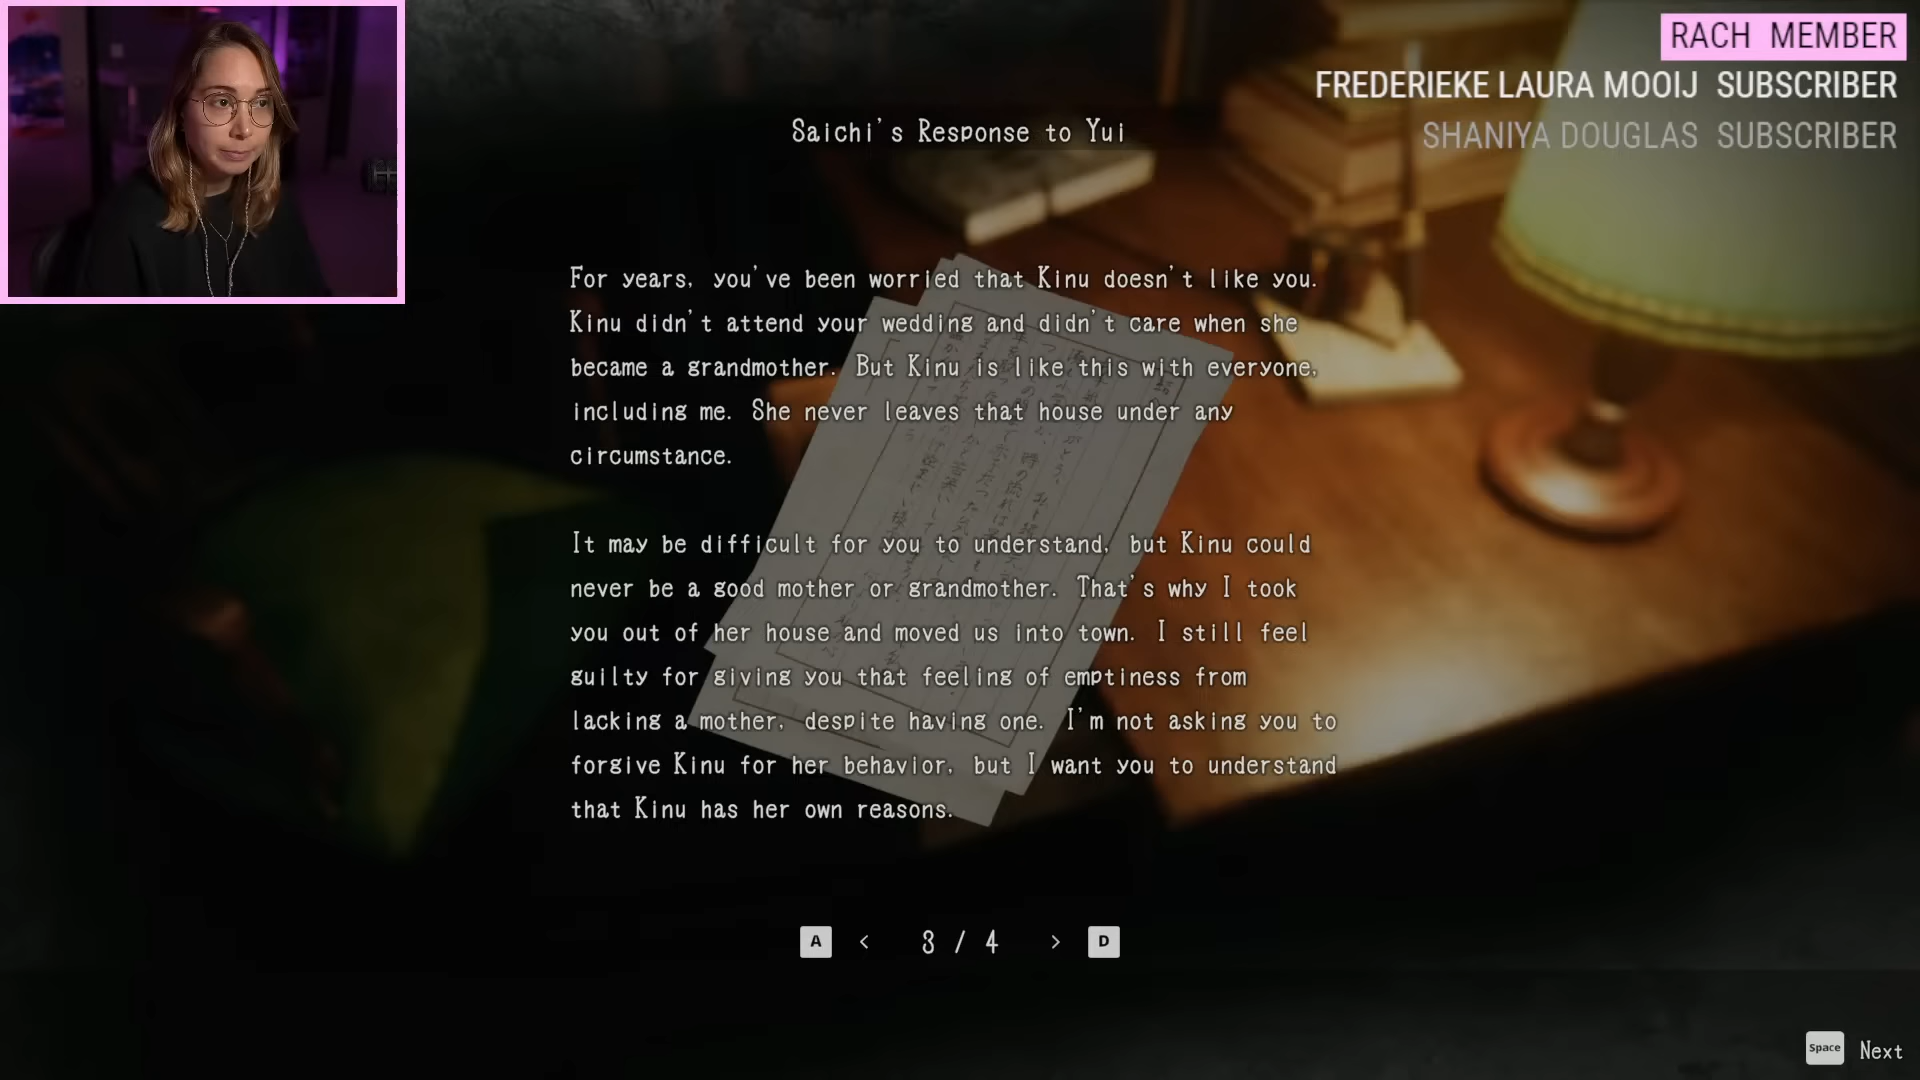 RACH MEMBER
FREDERIEKE LAURA MOOIJ SUBSCRIBER
SHANIYA DOUGLAS SUBSCRIBER
Saichi's Response to Yui
For years, you've been worried that Kinu doesn't like you.
Kinu didn't attend your wedding and didn't care when she
became a grandmother. But Kinu is like this with everyone,
including me. She never leaves that house under any
circumstance.
It may be difficult for you to understand, but Kinu could
never be a good mother or grandmother. That's why I took
you out of her house and moved us into town. I still feel
guilty for giving you that feeling of emptiness from
lacking a mother, despite having one. I'm not asking you to
forgive Kinu for her behavior, but I want you to understand
that Kinu has her own reasons.
A < 3 / 4 > D
Space Next